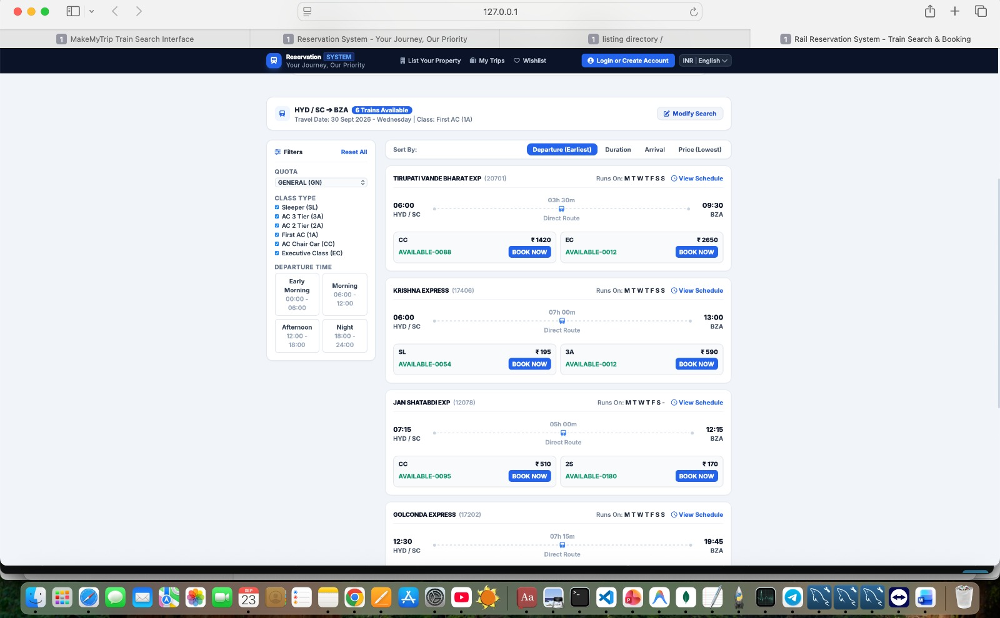 127.0.0.1
1 MakeMyTrip Train Search Interface
1 Reservation System - Your Journey, Our Priority
1 listing directory /
1 Rail Reservation System - Train Search & Booking
Reservation SYSTEM
Your Journey, Our Priority
List Your Property
My Trips
Wishlist
Login or Create Account
INR | English
HYD / SC → BZA 6 Trains Available
Travel Date: 30 Sept 2026 - Wednesday | Class: First AC (1A)
Modify Search
Filters Reset All
QUOTA
GENERAL (GN)
CLASS TYPE
Sleeper (SL)
AC 3 Tier (3A)
AC 2 Tier (2A)
First AC (1A)
AC Chair Car (CC)
Executive Class (EC)
DEPARTURE TIME
Early Morning
00:00 - 06:00
Morning
06:00 - 12:00
Afternoon
12:00 - 18:00
Night
18:00 - 24:00
Sort By: Departure (Earliest) Duration Arrival Price (Lowest)
TIRUPATI VANDE BHARAT EXP (20701) Runs On: M T W T F S S View Schedule
03h 30m
06:00 09:30
HYD / SC BZA
Direct Route
CC ₹ 1420 EC ₹ 2650
AVAILABLE-0088 BOOK NOW AVAILABLE-0012 BOOK NOW
KRISHNA EXPRESS (17406) Runs On: M T W T F S S View Schedule
07h 00m
06:00 13:00
HYD / SC BZA
Direct Route
SL ₹ 195 3A ₹ 590
AVAILABLE-0054 BOOK NOW AVAILABLE-0012 BOOK NOW
JAN SHATABDI EXP (12078) Runs On: M T W T F S - View Schedule
05h 00m
07:15 12:15
HYD / SC BZA
Direct Route
CC ₹ 510 2S ₹ 170
AVAILABLE-0095 BOOK NOW AVAILABLE-0180 BOOK NOW
GOLCONDA EXPRESS (17202) Runs On: M T W T F S S View Schedule
07h 15m
12:30 19:45
HYD / SC BZA
Direct Route
SEP
23
Aa